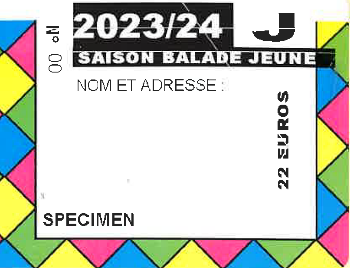 2023/24 J
SAISON BALADE JEUNE
N° 00
NOM ET ADRESSE :
22 EUROS
SPECIMEN